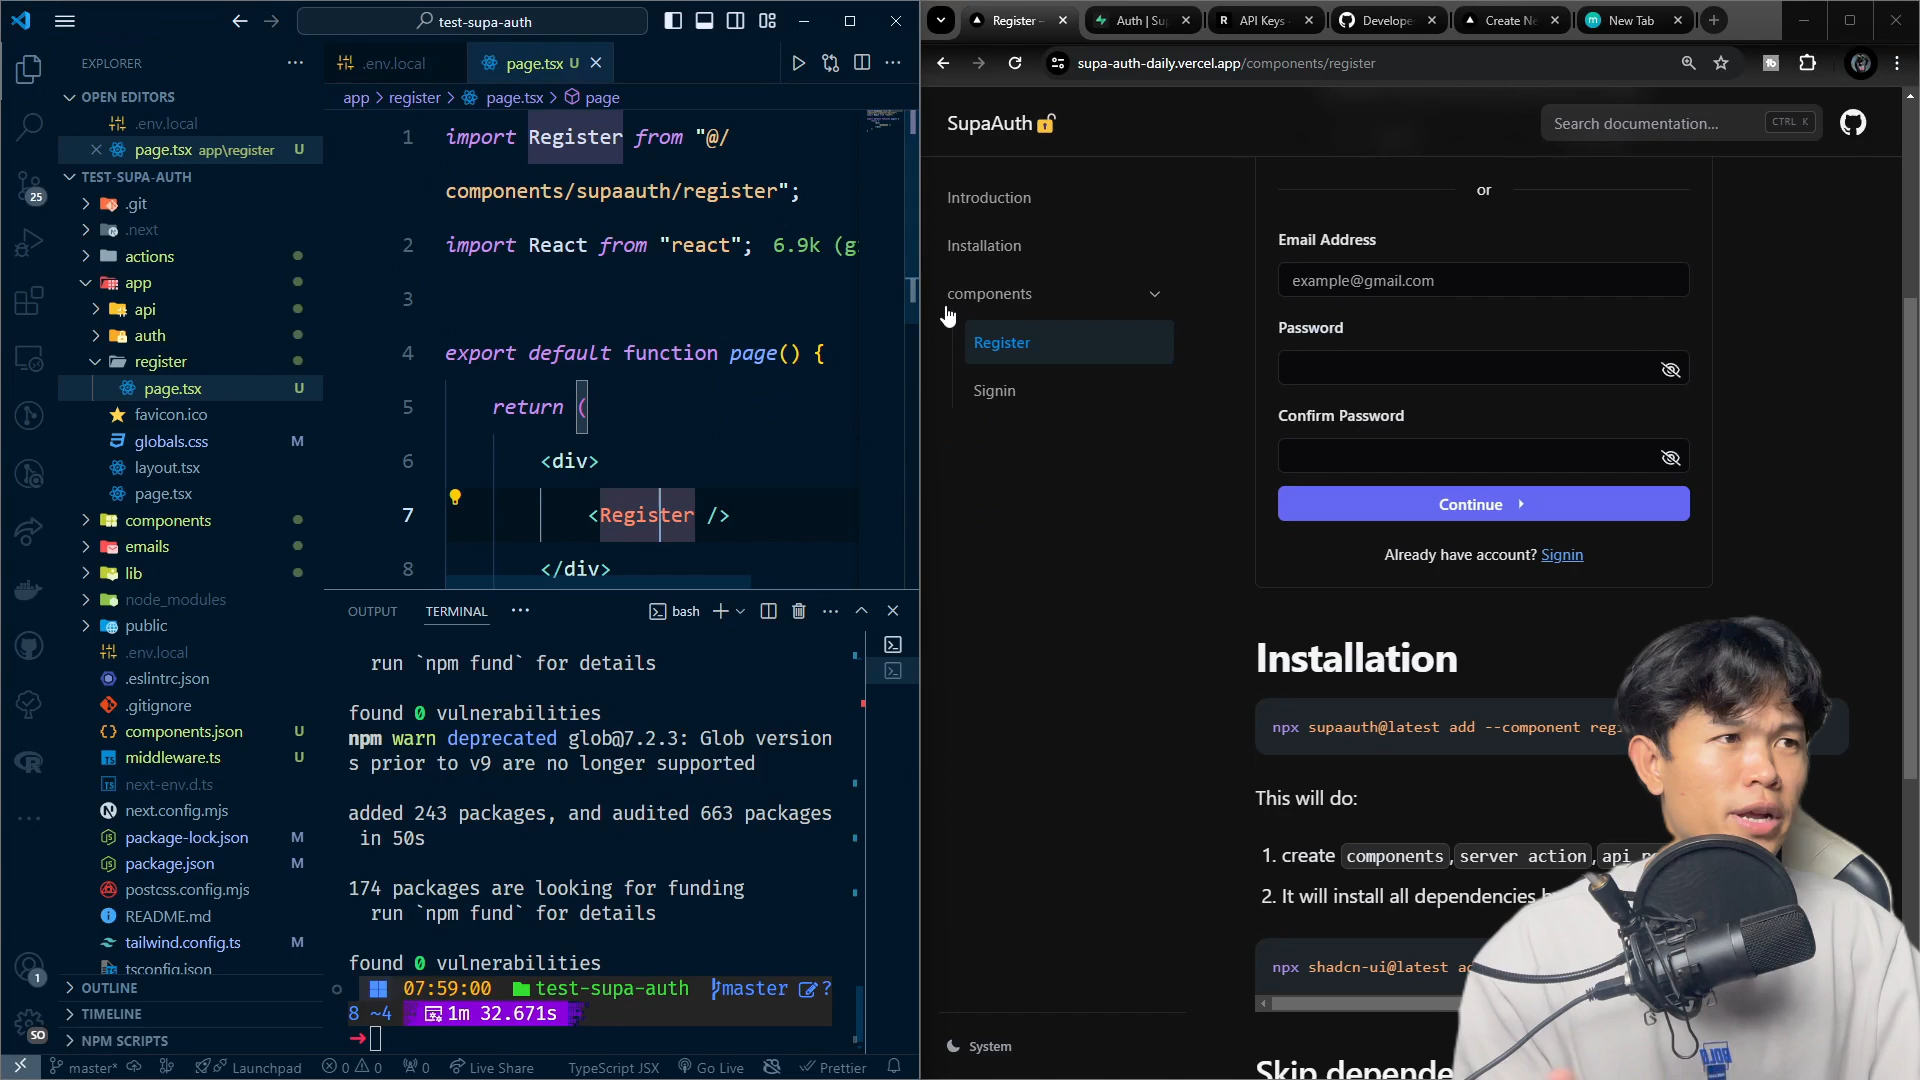 test-supa-auth
EXPLORER
OPEN EDITORS
.env.local
page.tsx app\register U
TEST-SUPA-AUTH
.git
.next
actions
app
api
auth
register
page.tsx U
favicon.ico
globals.css M
layout.tsx
page.tsx
components
emails
lib
node_modules
public
.env.local
.eslintrc.json
.gitignore
components.json U
middleware.ts U
next-env.d.ts
next.config.mjs
package-lock.json M
package.json M
postcss.config.mjs
README.md
tailwind.config.ts M
tsconfig.json
OUTLINE
TIMELINE
NPM SCRIPTS
25
1
SO
.env.local
page.tsx U
app > register > page.tsx > page
1 import Register from "@/
components/supaauth/register";
2 import React from "react"; 6.9k (g
3
4 export default function page() {
5 return (
6 <div>
7 <Register />
8 </div>
OUTPUT
TERMINAL
bash
run `npm fund` for details
found 0 vulnerabilities
npm warn deprecated glob@7.2.3: Glob version
s prior to v9 are no longer supported
added 243 packages, and audited 663 packages
in 50s
174 packages are looking for funding
run `npm fund` for details
found 0 vulnerabilities
07:59:00 test-supa-auth master ?
8 ~4 1m 32.671s
master* Launchpad 0 0 0 Live Share TypeScript JSX Go Live Prettier
Register –
Auth | Su
API Keys
Develope
Create Ne
New Tab
supa-auth-daily.vercel.app/components/register
SupaAuth
Search documentation...
CTRL K
Introduction
Installation
components
Register
Signin
System
or
Email Address
example@gmail.com
Password
Confirm Password
Continue
Already have account? Signin
Installation
npx supaauth@latest add --component regi
This will do:
1. create components, server action, api ro
2. It will install all dependencies b
npx shadcn-ui@latest ad
Skip depende